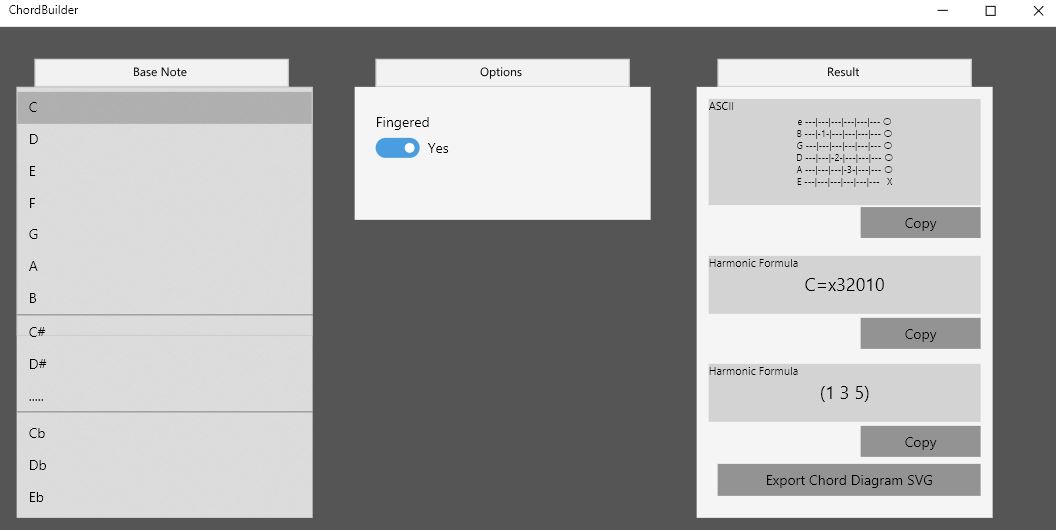 ChordBuilder
Base Note
C
D
E
F
G
A
B
C#
D#
.....
Cb
Db
Eb
Options
Fingered
Yes
Result
ASCII
e ---|---|---|---|---|--- O
B ---|-1-|---|---|---|--- O
G ---|---|---|---|---|--- O
D ---|---|-2-|---|---|--- O
A ---|---|---|-3-|---|--- O
E ---|---|---|---|---|--- X
Copy
Harmonic Formula
C=x32010
Copy
Harmonic Formula
(1 3 5)
Copy
Export Chord Diagram SVG